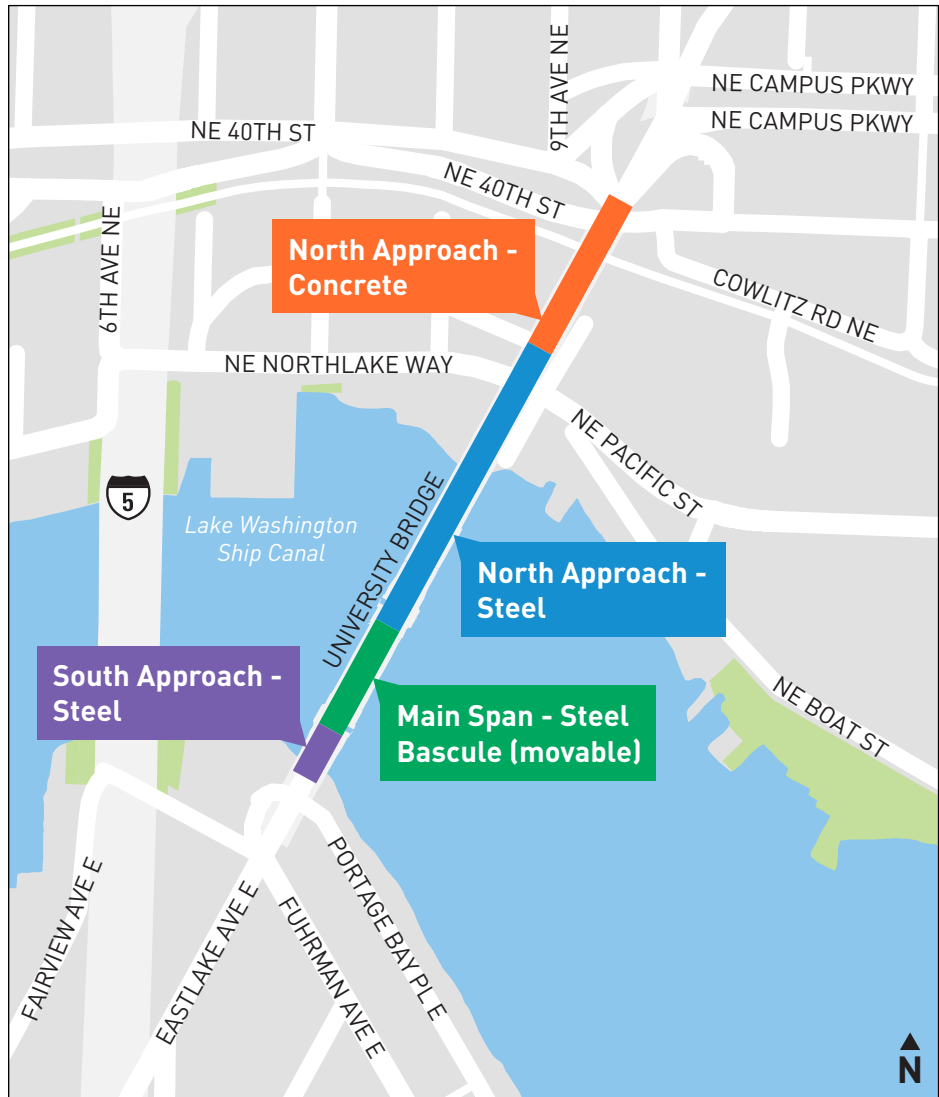 9TH AVE NE
NE CAMPUS PKWY
NE CAMPUS PKWY
NE 40TH ST
NE 40TH ST
6TH AVE NE
North Approach -
Concrete
COWLITZ RD NE
NE NORTHLAKE WAY
NE PACIFIC ST
5
Lake Washington
Ship Canal
UNIVERSITY BRIDGE
North Approach -
Steel
South Approach -
Steel
Main Span - Steel
Bascule (movable)
NE BOAT ST
FAIRVIEW AVE E
EASTLAKE AVE E
FUHRMAN AVE E
PORTAGE BAY PL E
N